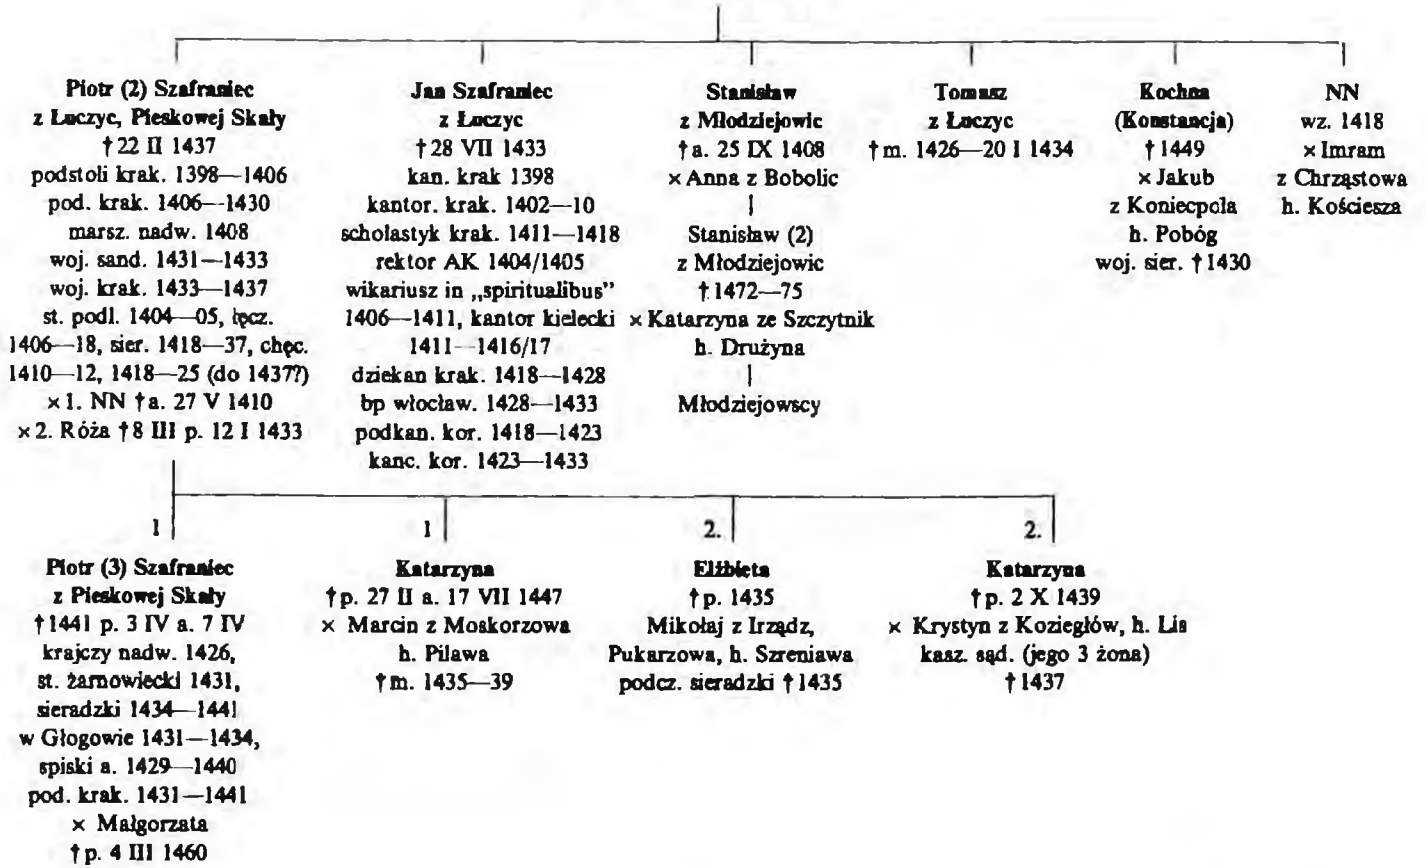 Piotr (2) Szafraniec
z Łuczyc, Pieskowej Skały
†22 II 1437
podstoli krak. 1398—1406
pod. krak. 1406—1430
marsz. nadw. 1408
woj. sand. 1431—1433
woj. krak. 1433—1437
st. podl. 1404—05, łęcz.
1406—18, sier. 1418—37, chęc.
1410—12, 1418—25 (do 1437?)
×1. NN †a. 27 V 1410
×2. Róża †8 III p. 12 I 1433
Jan Szafraniec
z Łuczyc
†28 VII 1433
kan. krak 1398
kantor. krak. 1402—10
scholastyk krak. 1411—1418
rektor AK 1404/1405
wikariusz in „spiritualibus”
1406—1411, kantor kielecki
1411—1416/17
dziekan krak. 1418—1428
bp włocław. 1428—1433
podkan. kor. 1418—1423
kanc. kor. 1423—1433
Stanisław
z Młodziejowic
†a. 25 IX 1408
×Anna z Bobolic
Stanisław (2)
z Młodziejowic
†1472—75
×Katarzyna ze Szczytnik
h. Drużyna
Młodziejowscy
Tomasz
z Łuczyc
†m. 1426—20 I 1434
Kochna
(Konstancja)
†1449
×Jakub
z Koniecpola
h. Pobóg
woj. sier. †1430
NN
wz. 1418
×Imram
z Chrząstowa
h. Kościesza
1
Piotr (3) Szafraniec
z Pieskowej Skały
†1441 p. 3 IV a. 7 IV
krajczy nadw. 1426,
st. żarnowiecki 1431,
sieradzki 1434—1441
w Głogowie 1431—1434,
spiski a. 1429—1440
pod. krak. 1431—1441
× Małgorzata
†p. 4 III 1460
1
Katarzyna
†p. 27 II a. 17 VII 1447
× Marcin z Moskorzowa
h. Pilawa
†m. 1435—39
2.
Elżbieta
†p. 1435
Mikołaj z Irządz,
Pukarzowa, h. Szreniawa
podcz. sieradzki †1435
2.
Katarzyna
†p. 2 X 1439
× Krystyn z Koziegłów, h. Lis
kasz. sąd. (jego 3 żona)
†1437